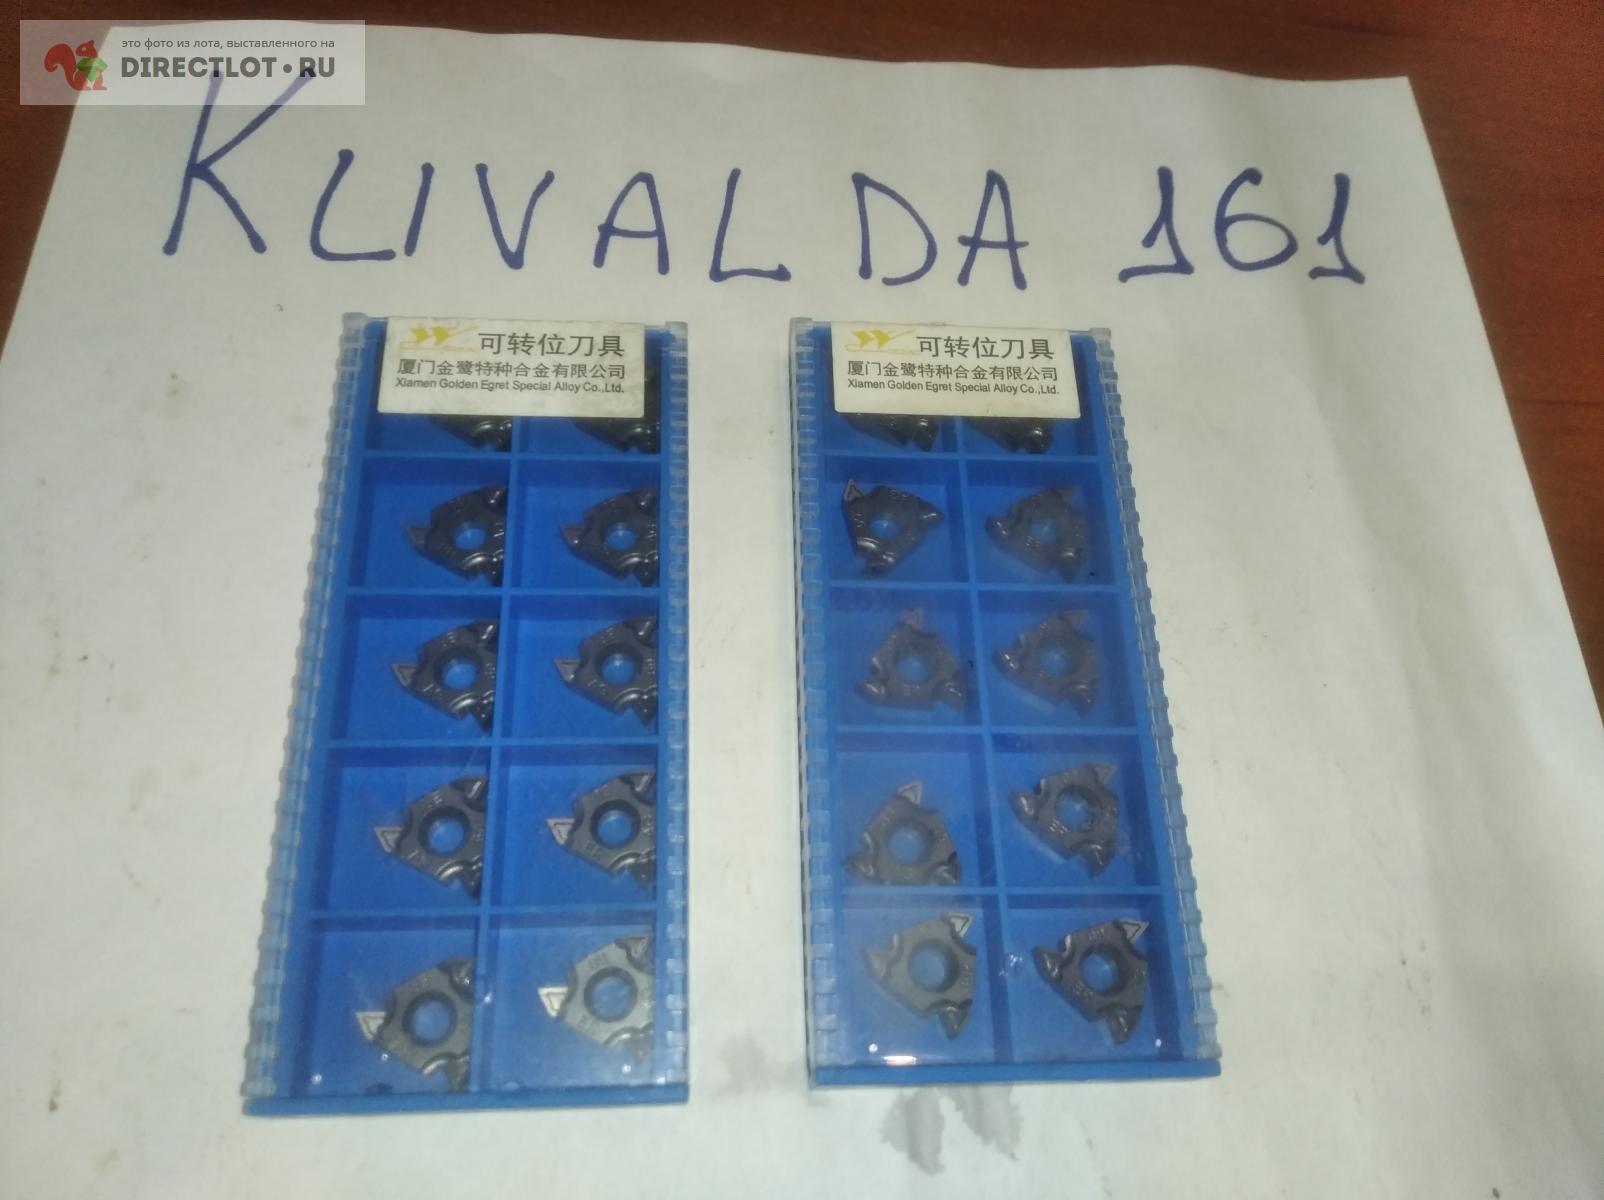 это фото из лота, выставленного на
DIRECTLOT•RU
KLIVALDA 161
可转位刀具
厦门金鹭特种合金有限公司
Xiamen Golden Egret Special Alloy Co.,Ltd.
可转位刀具
厦门金鹭特种合金有限公司
Xiamen Golden Egret Special Alloy Co.,Ltd.